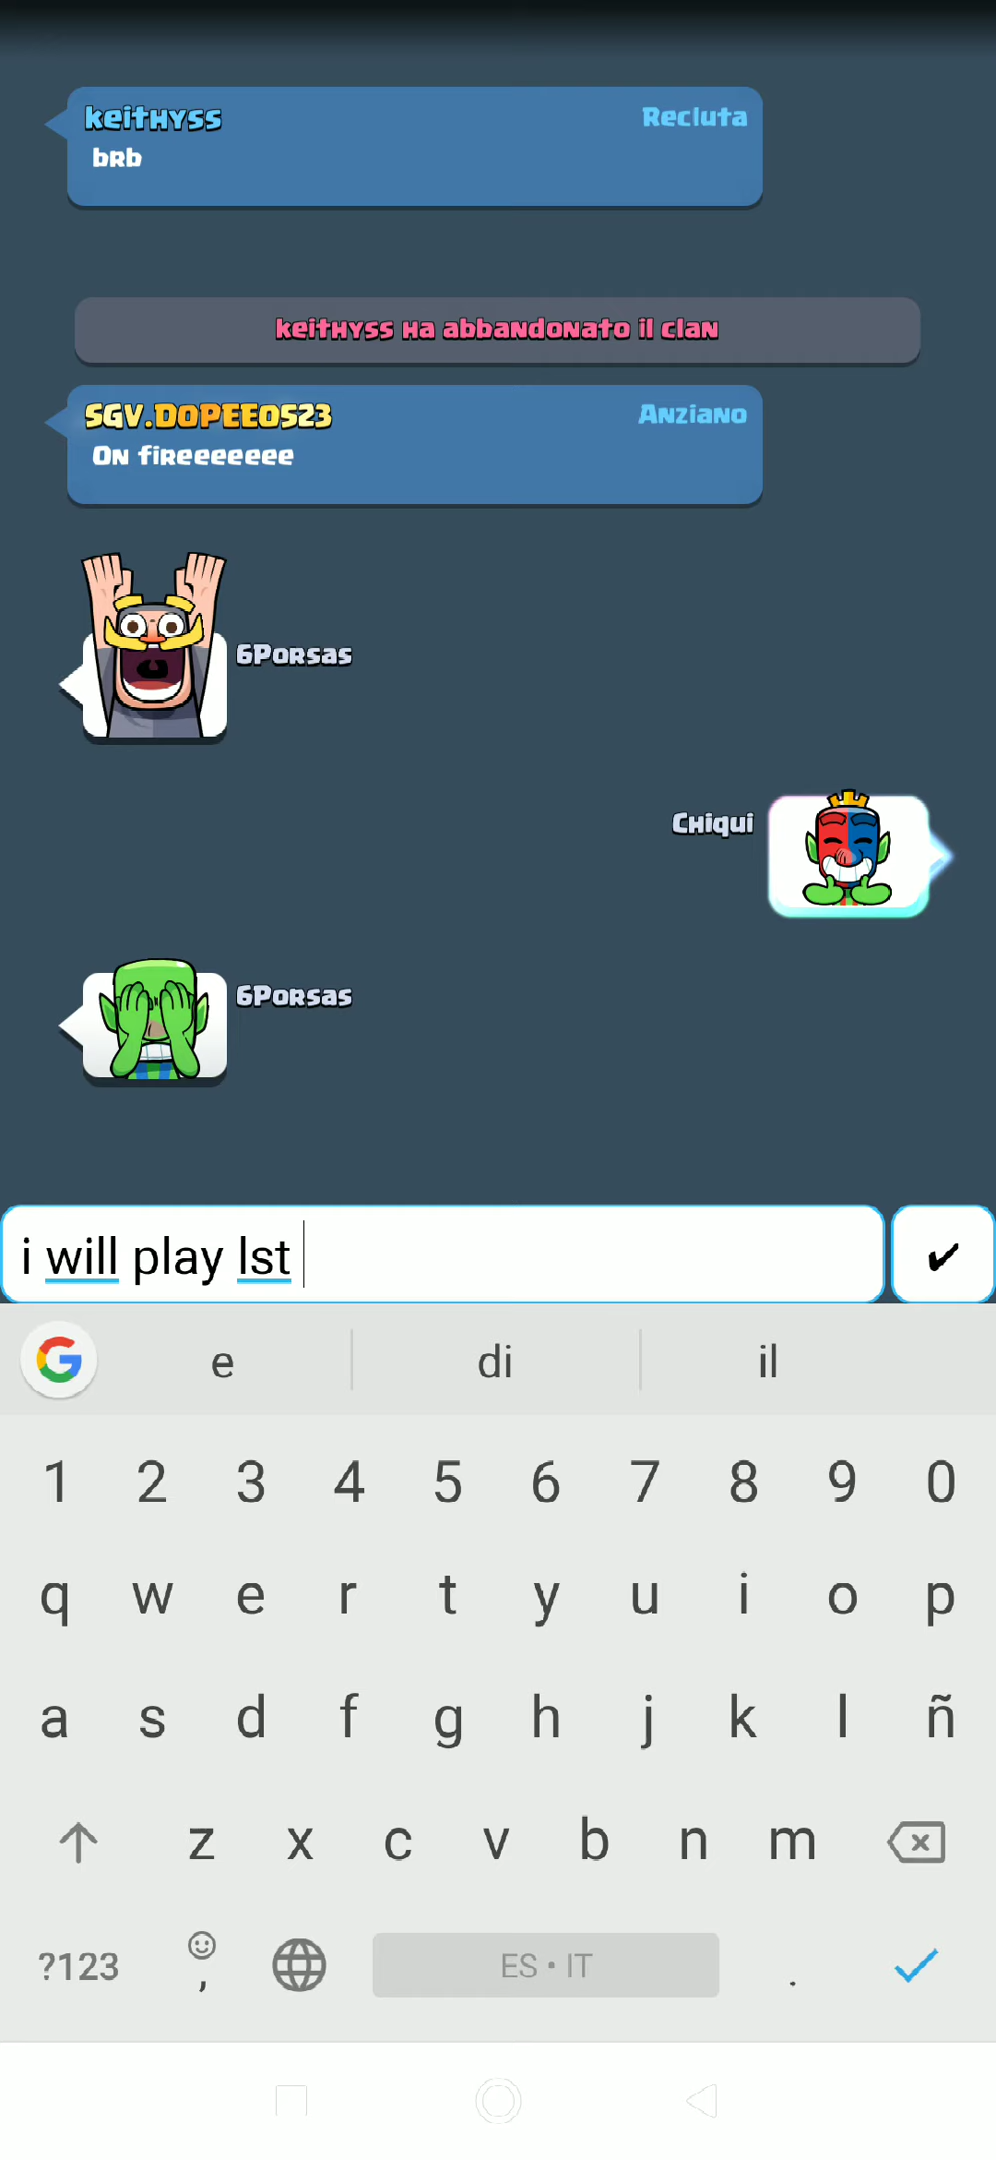 keithyss Recluta
brb
keithyss ha abbandonato il clan
SGV.DOPEEOS23 Anziano
On fireeeeeee
6Porsas
Chiqui
6Porsas
i will play lst
✔
G e di il
1 2 3 4 5 6 7 8 9 0
q w e r t y u i o p
a s d f g h j k l ñ
z x c v b n m
?123 , ES • IT .